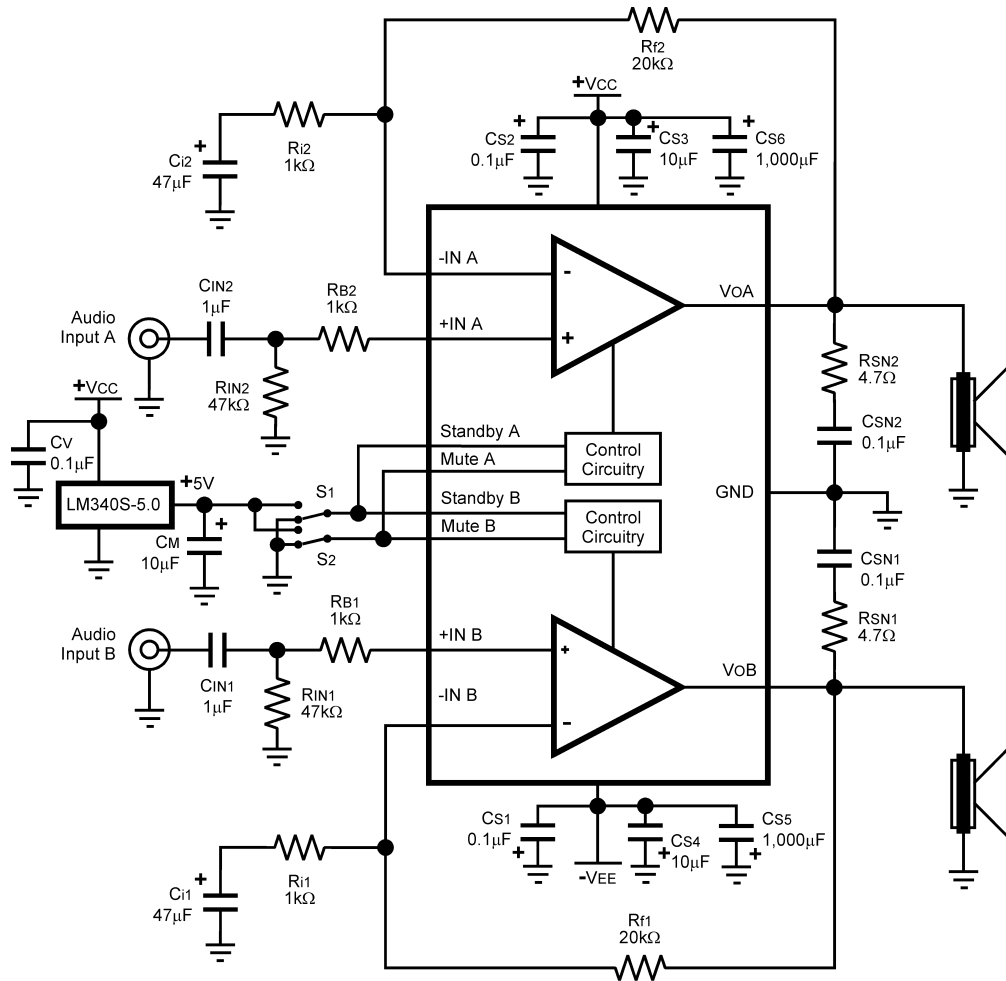 Rf2
20kΩ
+VCC
+
CS2
0.1μF
+
CS3
10μF
+
CS6
1,000μF
+
Ci2
47μF
Ri2
1kΩ
-IN A
-
CIN2
1μF
RB2
1kΩ
Audio
Input A
+IN A
+
VOA
RIN2
47kΩ
RSN2
4.7Ω
+VCC
CV
0.1μF
CSN2
0.1μF
Standby A
Mute A
Control
Circuitry
LM340S-5.0
+5V
S1
Standby B
Mute B
Control
Circuitry
GND
+
CM
10μF
S2
CSN1
0.1μF
RB1
1kΩ
RSN1
4.7Ω
Audio
Input B
+IN B
+
CIN1
1μF
RIN1
47kΩ
-IN B
-
VOB
CS1
0.1μF
+
CS4
10μF
+
CS5
1,000μF
+
-VEE
+
Ci1
47μF
Ri1
1kΩ
Rf1
20kΩ